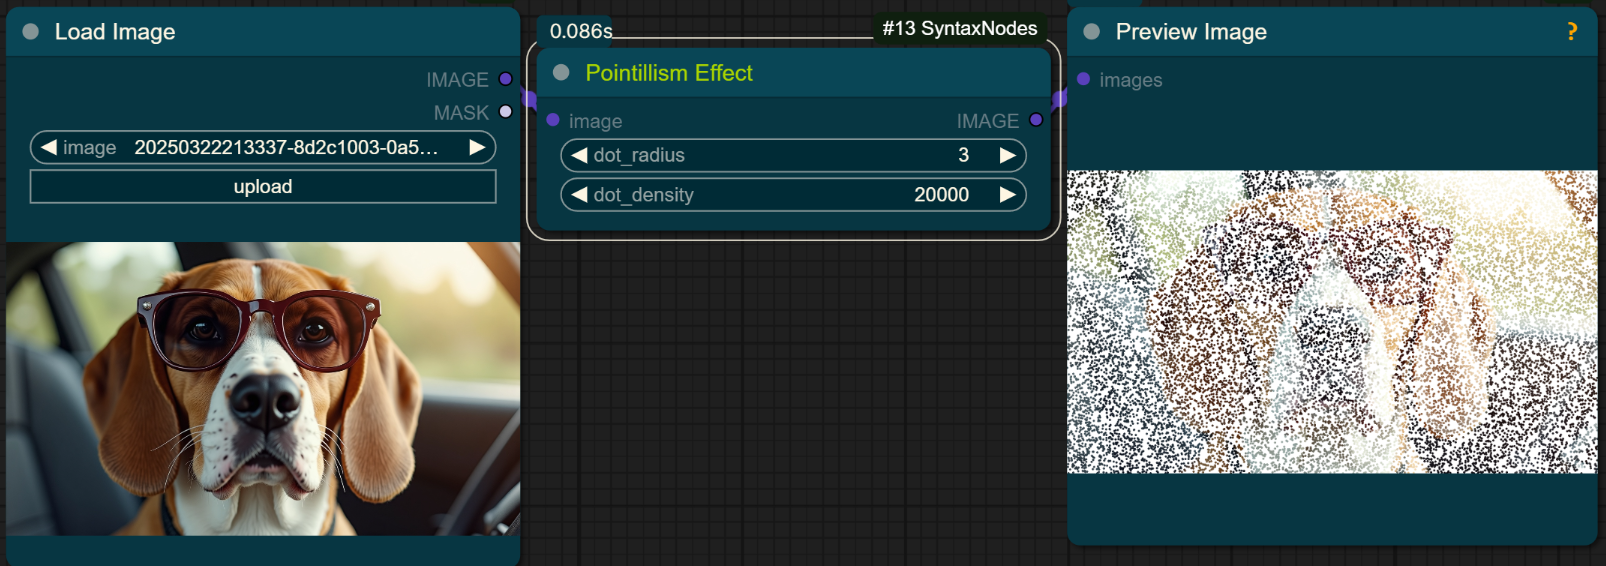 Load Image
IMAGE
MASK
image 20250322213337-8d2c1003-0a5...
upload
0.086s
#13 SyntaxNodes
Pointillism Effect
image IMAGE
dot_radius 3
dot_density 20000
Preview Image ?
images